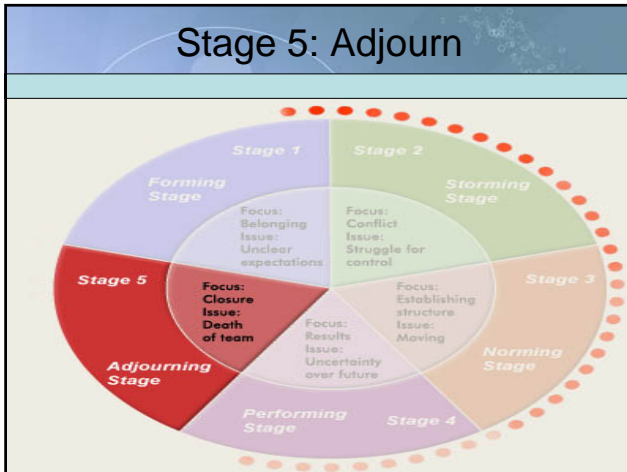 Stage 5: Adjourn
Stage 1
Forming
Stage
Focus:
Belonging
Issue:
Unclear
expectations
Stage 2
Storming
Stage
Focus:
Conflict
Issue:
Struggle for
control
Stage 3
Norming
Stage
Focus:
Establishing
structure
Issue:
Moving
Stage 4
Performing
Stage
Focus:
Results
Issue:
Uncertainty
over future
Stage 5
Adjourning
Stage
Focus:
Closure
Issue:
Death
of team